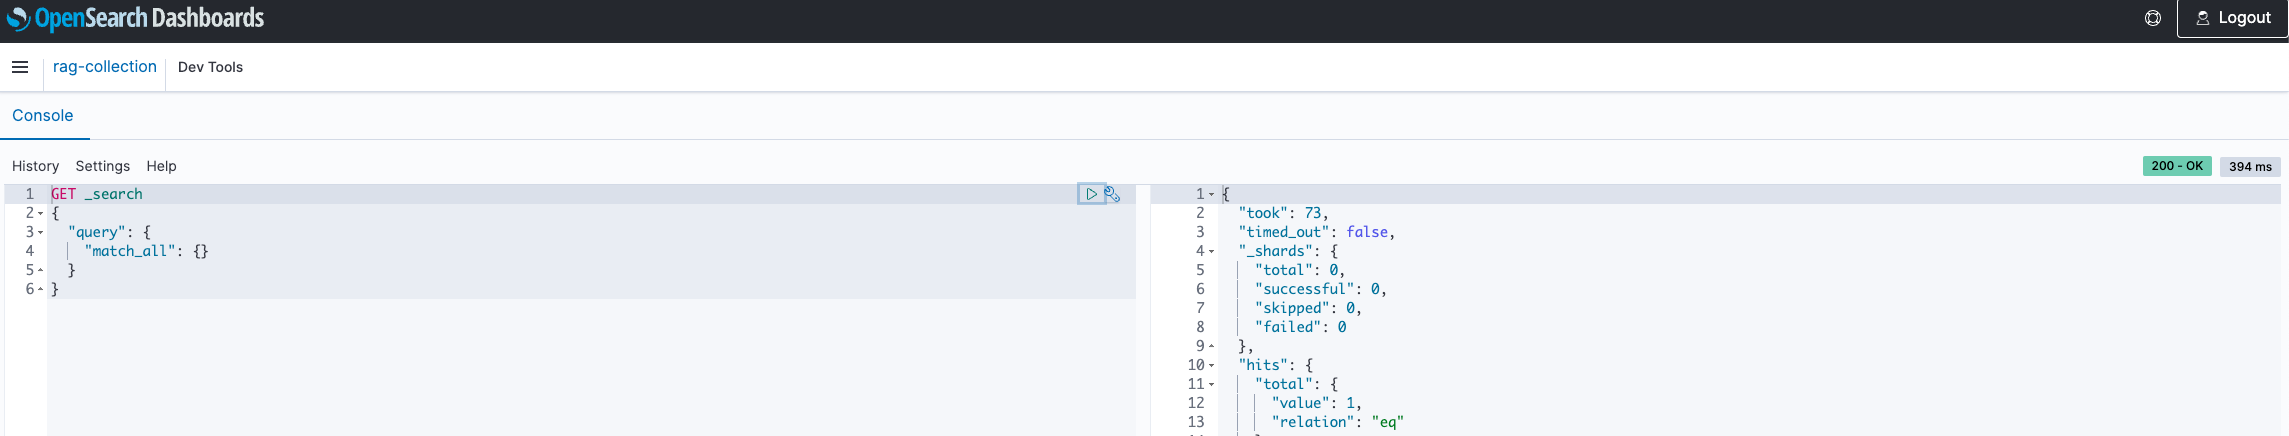 OpenSearch Dashboards
Logout
rag-collection
Dev Tools
Console
History Settings Help
200 - OK
394 ms
1 GET _search
2 {
3 "query": {
4 "match_all": {}
5 }
6 }
1 {
2 "took": 73,
3 "timed_out": false,
4 "_shards": {
5 "total": 0,
6 "successful": 0,
7 "skipped": 0,
8 "failed": 0
9 },
10 "hits": {
11 "total": {
12 "value": 1,
13 "relation": "eq"